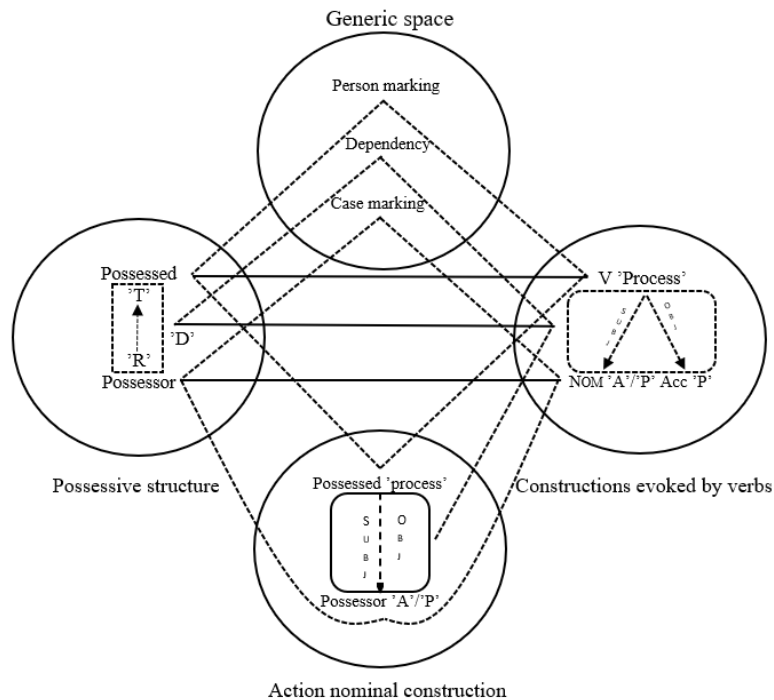 Generic space
Person marking
Dependency
Case marking
Possessed
'T'
'D'
'R'
Possessor
V 'Process'
SUBJ
OBJ
NOM 'A'/'P' Acc 'P'
Possessive structure
Constructions evoked by verbs
Possessed 'process'
SUBJ
OBJ
Possessor 'A'/'P'
Action nominal construction